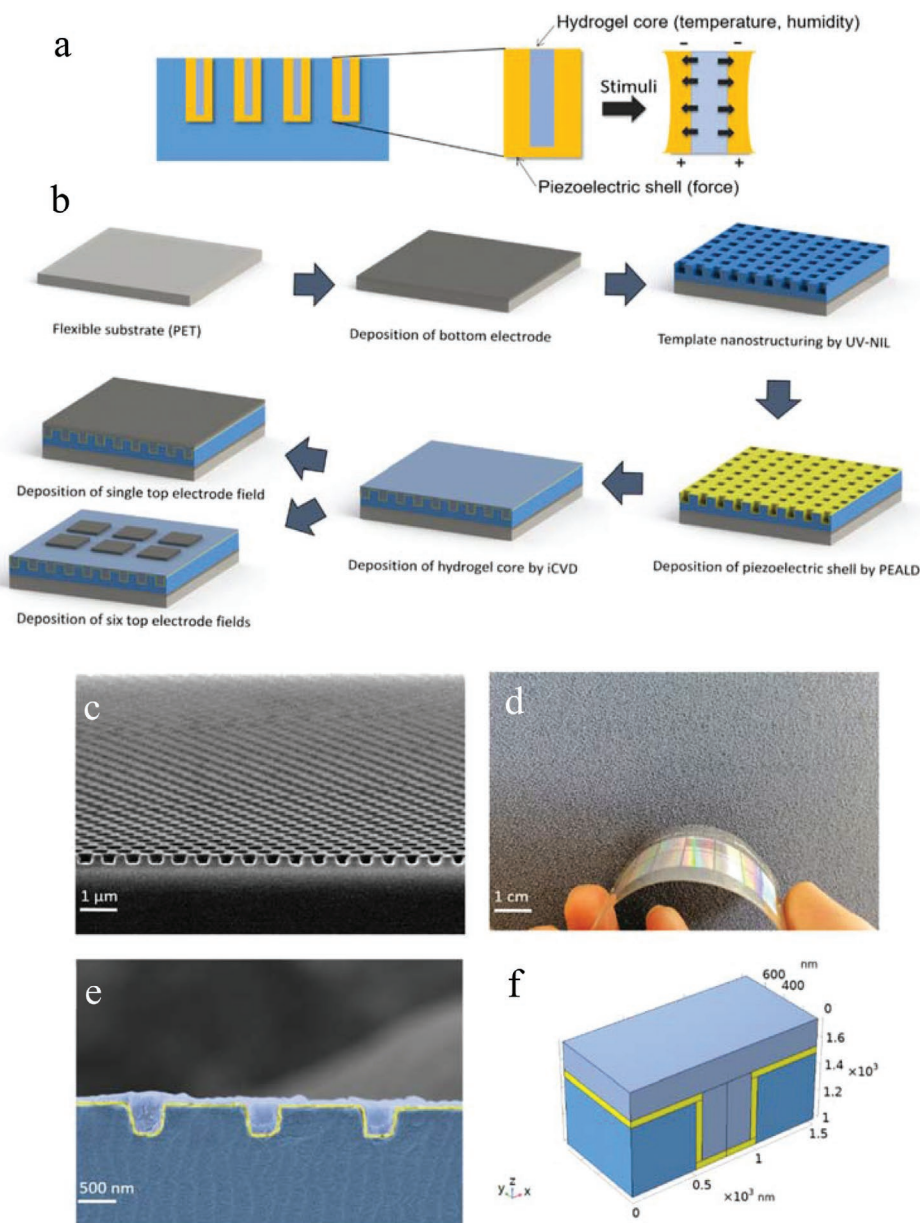 a
Hydrogel core (temperature, humidity)
Stimuli
- -
+ +
Piezoelectric shell (force)
b
Flexible substrate (PET)
Deposition of bottom electrode
Template nanostructuring by UV-NIL
Deposition of single top electrode field
Deposition of hydrogel core by iCVD
Deposition of piezoelectric shell by PEALD
Deposition of six top electrode fields
c
1 μm
d
1 cm
e
500 nm
f
nm
600
400
0
1.6
1.4
×10³
1.2
1
1.5
1
0.5
×10³ nm
0
y z x